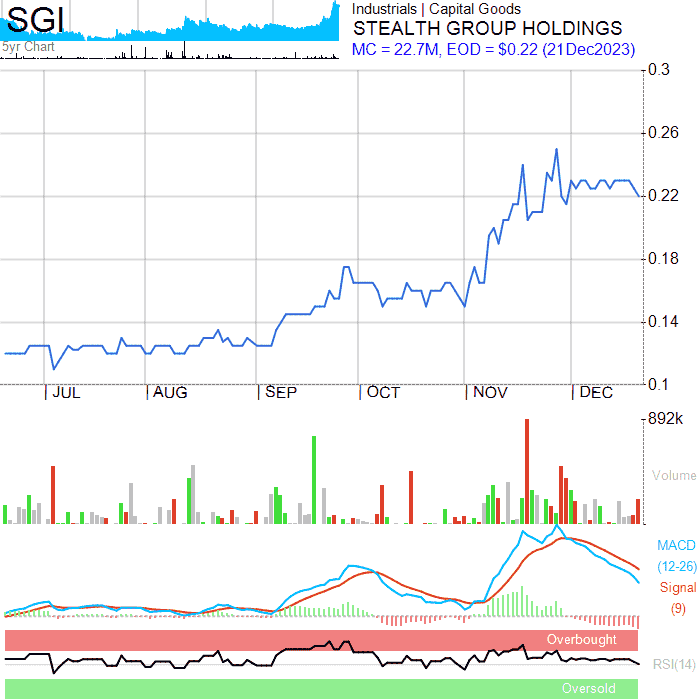 SGI
5yr Chart
Industrials | Capital Goods
STEALTH GROUP HOLDINGS
MC = 22.7M, EOD = $0.22 (21Dec2023)
0.3
0.26
0.22
0.18
0.14
0.1
JUL AUG SEP OCT NOV DEC
892k
Volume
MACD
(12-26)
Signal
(9)
Overbought
RSI(14)
Oversold